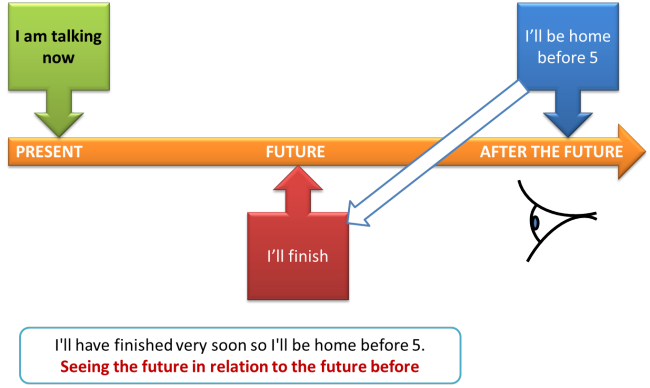 I am talking
now
I'll be home
before 5
PRESENT
FUTURE
AFTER THE FUTURE
I'll finish
I'll have finished very soon so I'll be home before 5.
Seeing the future in relation to the future before